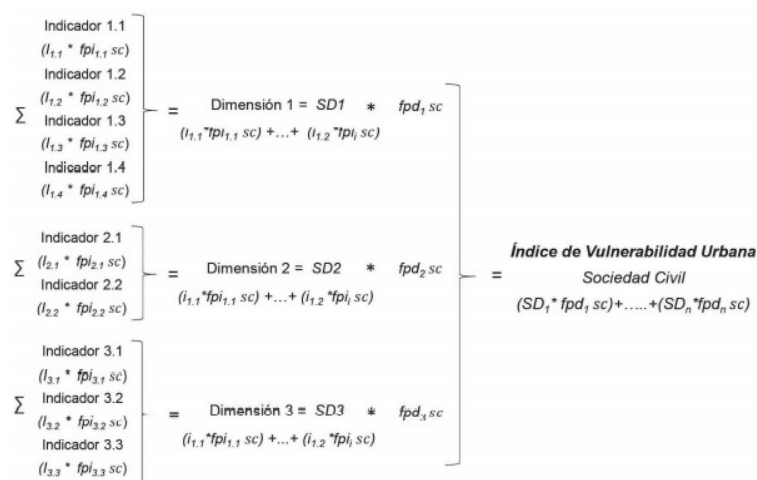 Indicador 1.1
(I1.1 * fpi1.1 sc)
Indicador 1.2
(I1.2 * fpi1.2 sc)
∑
Indicador 1.3
(I1.3 * fpi1.3 sc)
Indicador 1.4
(I1.4 * fpi1.4 sc)
= Dimensión 1 = SD1 * fpd1 sc
(i1.1*fpi1.1 sc) +...+ (i1.2*fpii sc)
Indicador 2.1
∑ (I2.1 * fpi2.1 sc)
Indicador 2.2
(I2.2 * fpi2.2 sc)
= Dimensión 2 = SD2 * fpd2 sc
(i1.1*fpi1.1 sc) +...+ (i1.2*fpii sc)
Indicador 3.1
(I3.1 * fpi3.1 sc)
∑ Indicador 3.2
(I3.2 * fpi3.2 sc)
Indicador 3.3
(I3.3 * fpi3.3 sc)
= Dimensión 3 = SD3 * fpd3 sc
(i1.1*fpi1.1 sc) +...+ (i1.2*fpii sc)
Índice de Vulnerabilidad Urbana
= Sociedad Civil
(SD1* fpd1 sc)+.....+(SDn*fpdn sc)